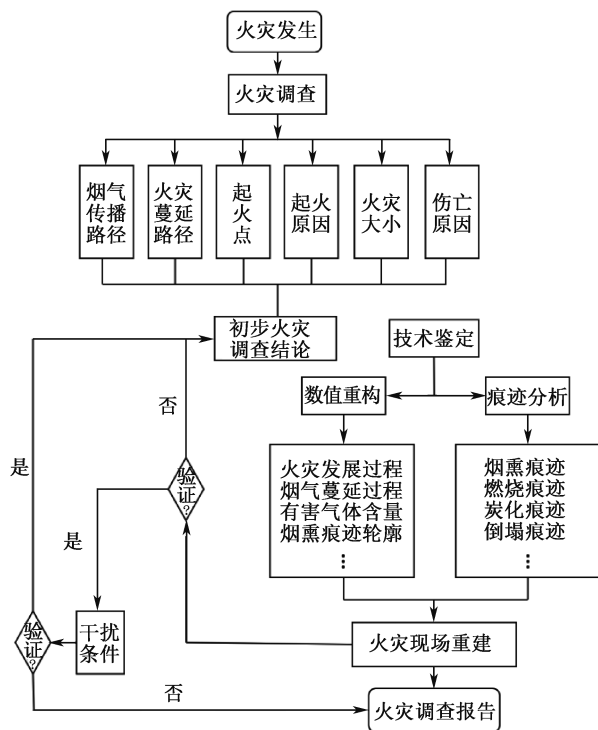 火灾发生
火灾调查
烟气
传播
路径
火灾
蔓延
路径
起
火
点
起火
原因
火灾
大小
伤亡
原因
初步火灾
调查结论
技术鉴定
数值重构
痕迹分析
否
是
火灾发展过程
烟气蔓延过程
有害气体含量
烟熏痕迹轮廓
⋮
烟熏痕迹
燃烧痕迹
炭化痕迹
倒塌痕迹
⋮
验
证
?
是
验
证
?
干扰
条件
火灾现场重建
否
火灾调查报告